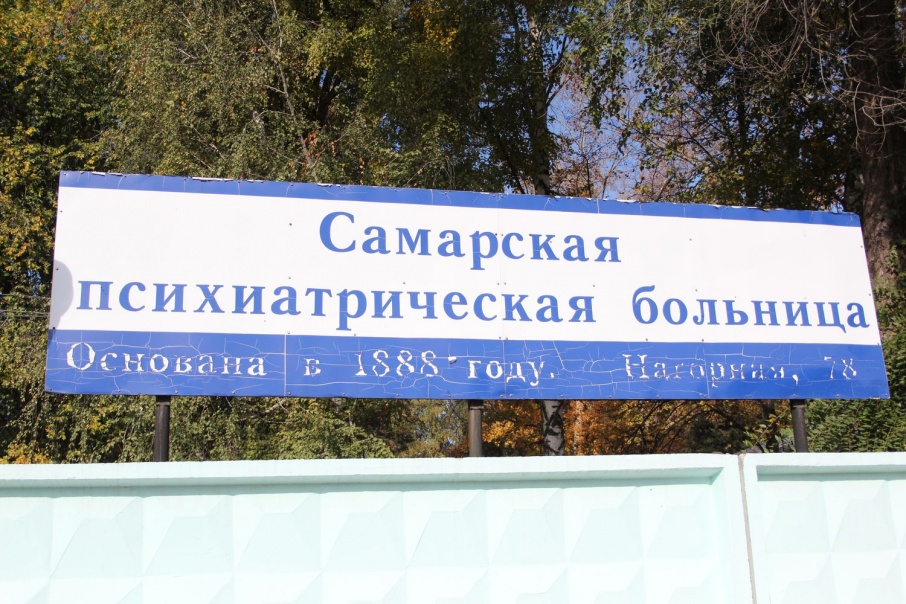 Самарская
психиатрическая больница
Основана в 1888 году. Нагорная, 78